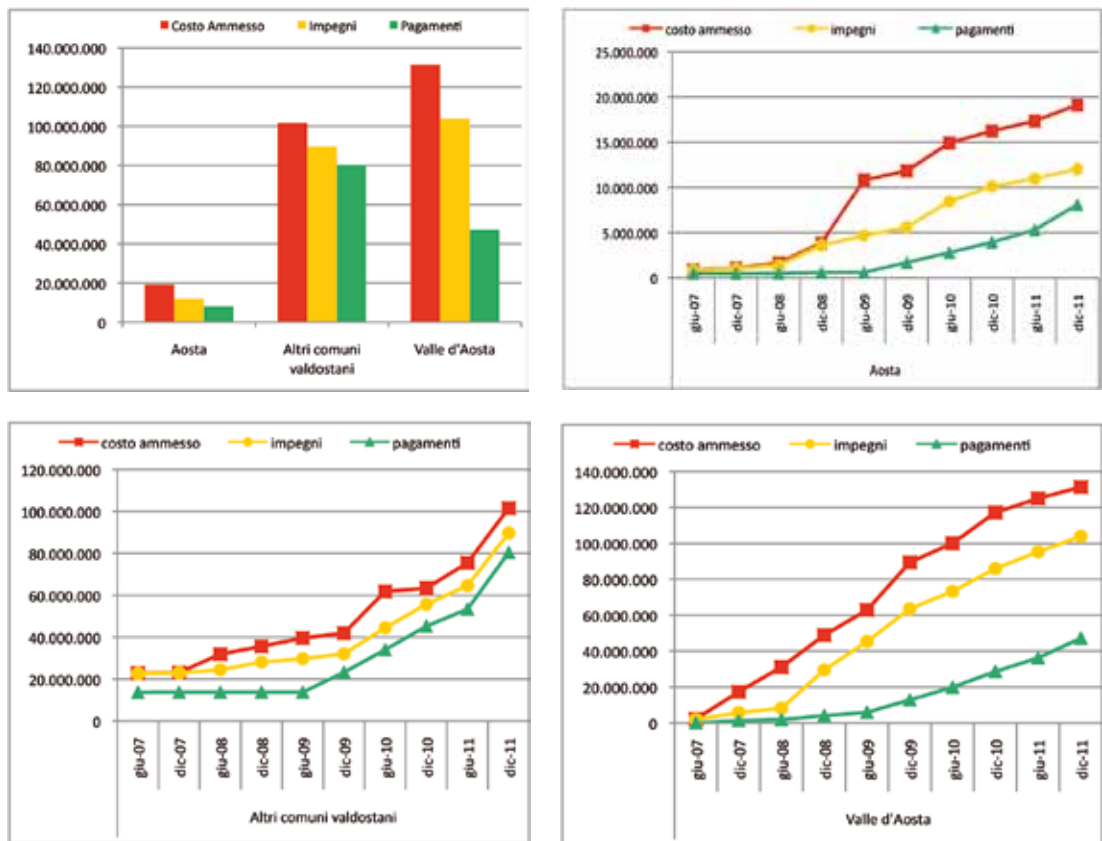 Costo Ammesso Impegni Pagamenti
140.000.000
120.000.000
100.000.000
80.000.000
60.000.000
40.000.000
20.000.000
0
Aosta
Altri comuni
valdostani
Valle d'Aosta
costo ammesso impegni pagamenti
25.000.000
20.000.000
15.000.000
10.000.000
5.000.000
0
giu-07
dic-07
giu-08
dic-08
giu-09
dic-09
giu-10
dic-10
giu-11
dic-11
Aosta
costo ammesso impegni pagamenti
120.000.000
100.000.000
80.000.000
60.000.000
40.000.000
20.000.000
0
giu-07
dic-07
giu-08
dic-08
giu-09
dic-09
giu-10
dic-10
giu-11
dic-11
Altri comuni valdostani
costo ammesso impegni pagamenti
140.000.000
120.000.000
100.000.000
80.000.000
60.000.000
40.000.000
20.000.000
0
giu-07
dic-07
giu-08
dic-08
giu-09
dic-09
giu-10
dic-10
giu-11
dic-11
Valle d'Aosta